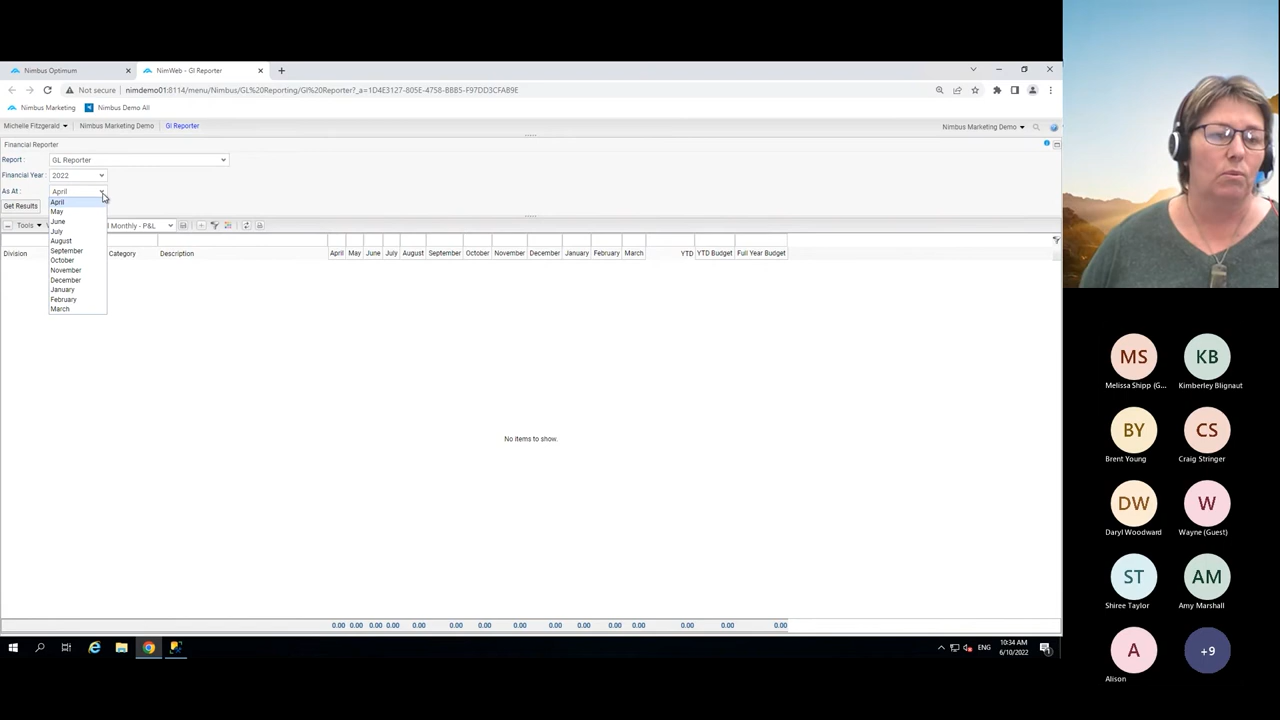 Nimbus Optimum
NimWeb - Gl Reporter
Not secure
nimdemo01:8114/menu/Nimbus/GL%20Reporting/Gl%20Reporter?_a=1D4E3127-805E-4758-BBB5-F97DD3CFAB9E
Nimbus Marketing
Nimbus Demo All
Michelle Fitzgerald
Nimbus Marketing Demo
Gl Reporter
Nimbus Marketing Demo
Financial Reporter
Report :
GL Reporter
Financial Year :
2022
As At :
April
Get Results
April
May
June
July
August
September
October
November
December
January
February
March
Tools
Monthly - P&L
Division
Category
Description
April
May
June
July
August
September
October
November
December
January
February
March
YTD
YTD Budget
Full Year Budget
No items to show.
0.00 0.00 0.00 0.00 0.00 0.00 0.00 0.00 0.00 0.00 0.00 0.00 0.00 0.00 0.00
ENG
10:34 AM
6/10/2022
1
MS
KB
Melissa Shipp (G...
Kimberley Blignaut
BY
CS
Brent Young
Craig Stringer
DW
W
Daryl Woodward
Wayne (Guest)
ST
AM
Shiree Taylor
Amy Marshall
A
+9
Alison